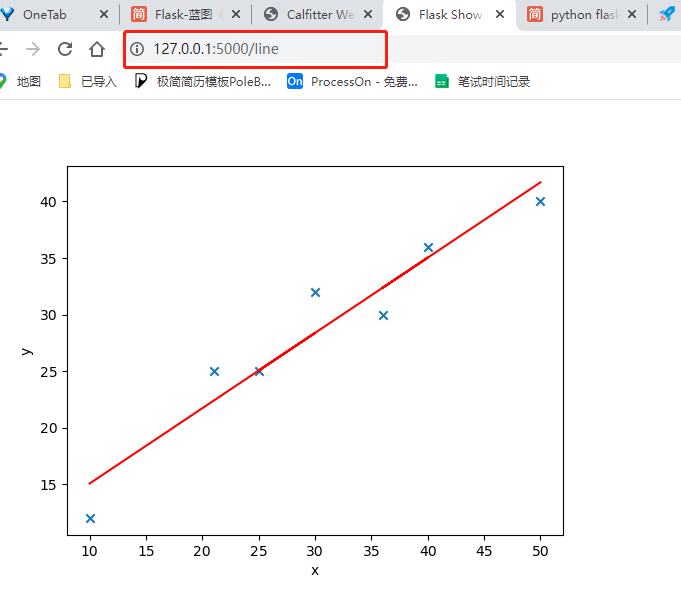 OneTab
简 Flask-蓝图 (
Calfitter We
Flask Show
简 python flask
127.0.0.1:5000/line
地图
已导入
极简简历模板PoleB...
On ProcessOn - 免费...
笔试时间记录
40
35
30
25
20
15
y
10 15 20 25 30 35 40 45 50
x